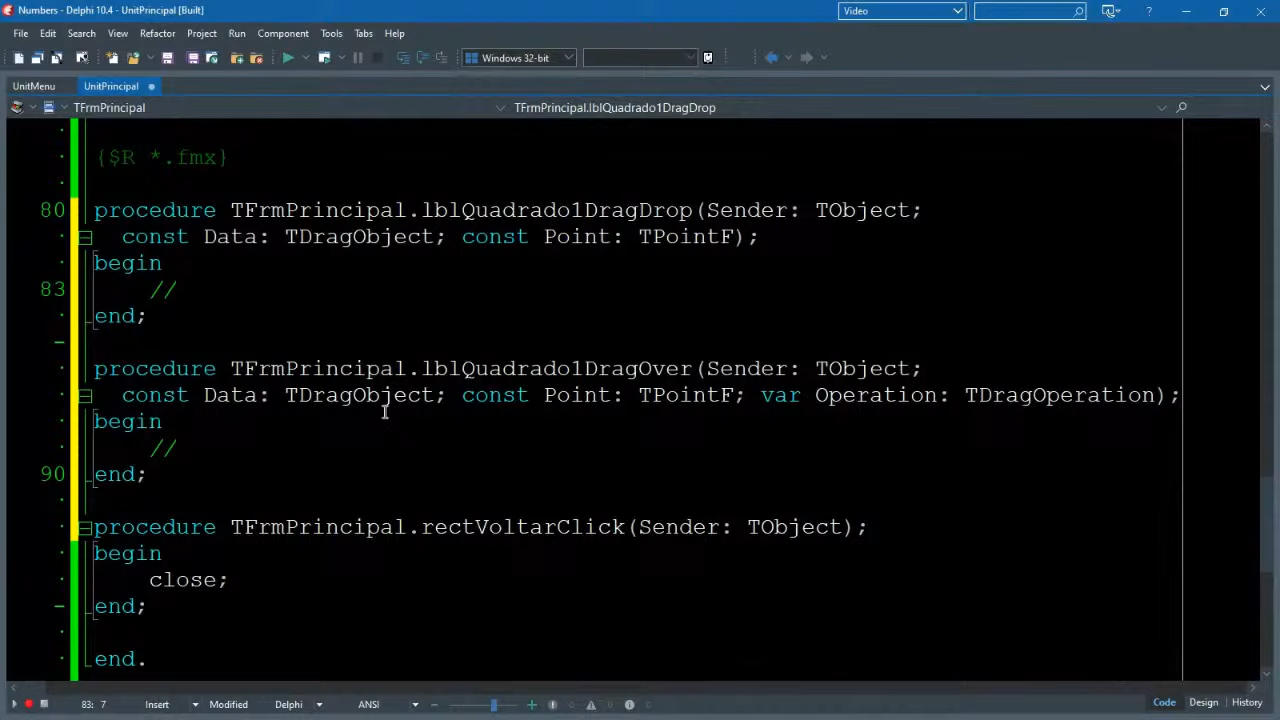 Numbers - Delphi 10.4 - UnitPrincipal [Built]
Video
File Edit Search View Refactor Project Run Component Tools Tabs Help
Windows 32-bit
UnitMenu UnitPrincipal
TFrmPrincipal TFrmPrincipal.lblQuadrado1DragDrop
{$R *.fmx}
80 procedure TFrmPrincipal.lblQuadrado1DragDrop(Sender: TObject;
const Data: TDragObject; const Point: TPointF);
begin
83 //
end;
procedure TFrmPrincipal.lblQuadrado1DragOver(Sender: TObject;
const Data: TDragObject; const Point: TPointF; var Operation: TDragOperation);
begin
//
90 end;
procedure TFrmPrincipal.rectVoltarClick(Sender: TObject);
begin
close;
end;
end.
83: 7 Insert Modified Delphi ANSI 0 0 0 Code Design History